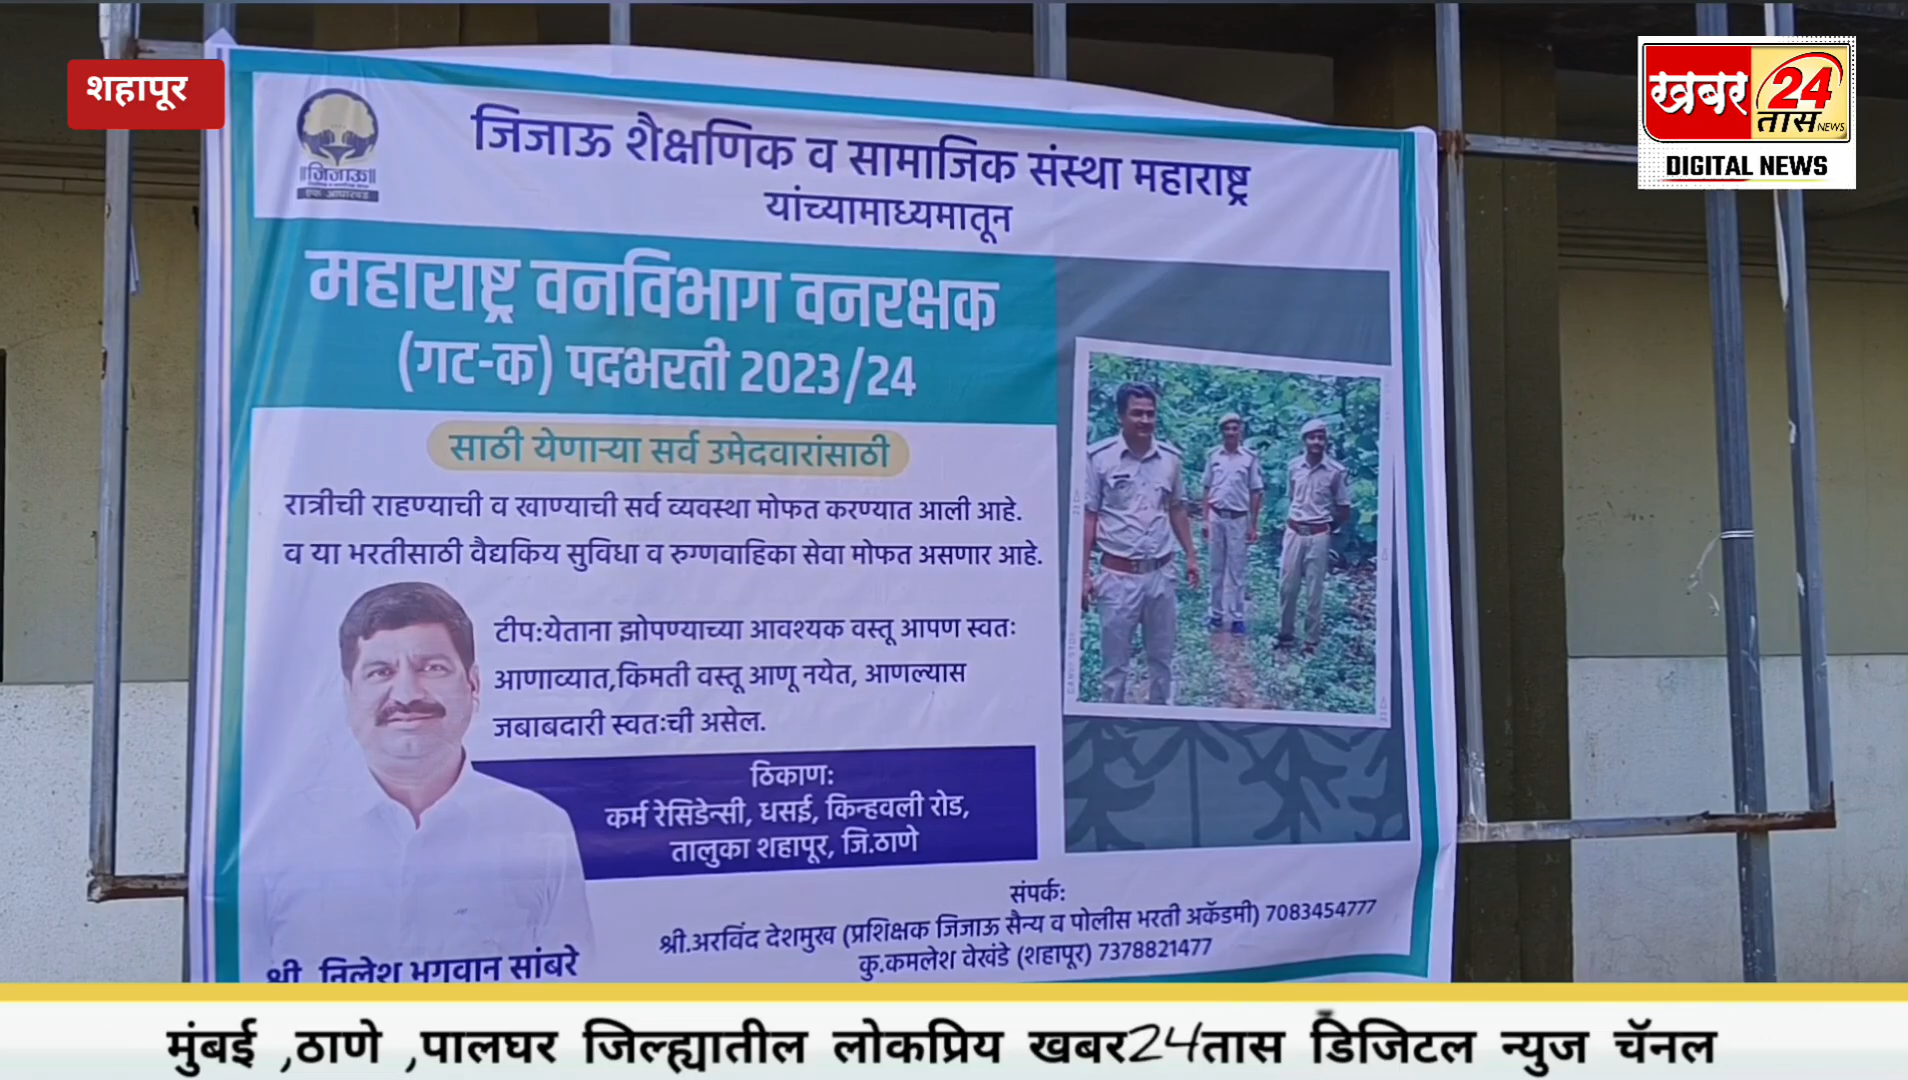 शहापूर
खबर 24 तास NEWS
DIGITAL NEWS
॥जिजाऊ॥
जिजाऊ शैक्षणिक व सामाजिक संस्था महाराष्ट्र
यांच्यामाध्यमातून
महाराष्ट्र वनविभाग वनरक्षक
(गट-क) पदभरती 2023/24
साठी येणाऱ्या सर्व उमेदवारांसाठी
रात्रीची राहण्याची व खाण्याची सर्व व्यवस्था मोफत करण्यात आली आहे.
व या भरतीसाठी वैद्यकिय सुविधा व रुग्णवाहिका सेवा मोफत असणार आहे.
टीप:येताना झोपण्याच्या आवश्यक वस्तू आपण स्वतः
आणाव्यात,किमती वस्तू आणू नयेत, आणल्यास
जबाबदारी स्वतःची असेल.
ठिकाण:
कर्म रेसिडेन्सी, धसई, किन्हवली रोड,
तालुका शहापूर, जि.ठाणे
संपर्क:
श्री.अरविंद देशमुख (प्रशिक्षक जिजाऊ सैन्य व पोलीस भरती अकॅडमी) 7083454777
कु.कमलेश वेखंडे (शहापूर) 7378821477
श्री. निलेश भगवान सांबरे
मुंबई ,ठाणे ,पालघर जिल्ह्यातील लोकप्रिय खबर24तास डिजिटल न्युज चॅनल